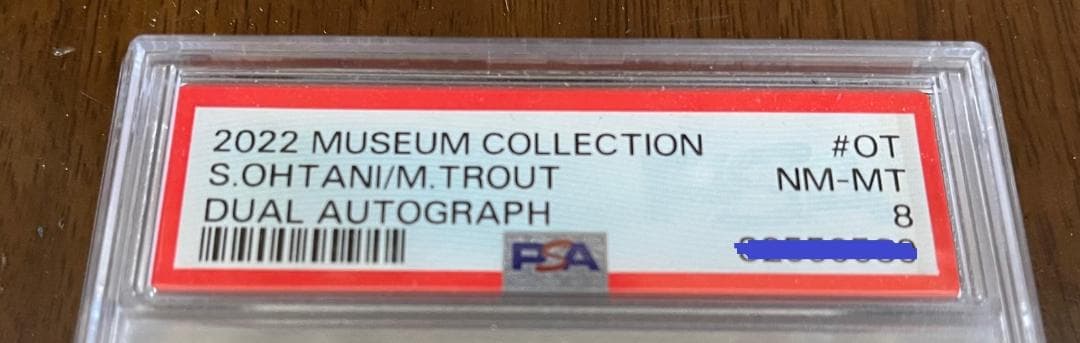 2022 MUSEUM COLLECTION #OT
S.OHTANI/M.TROUT NM-MT
DUAL AUTOGRAPH 8
PSA